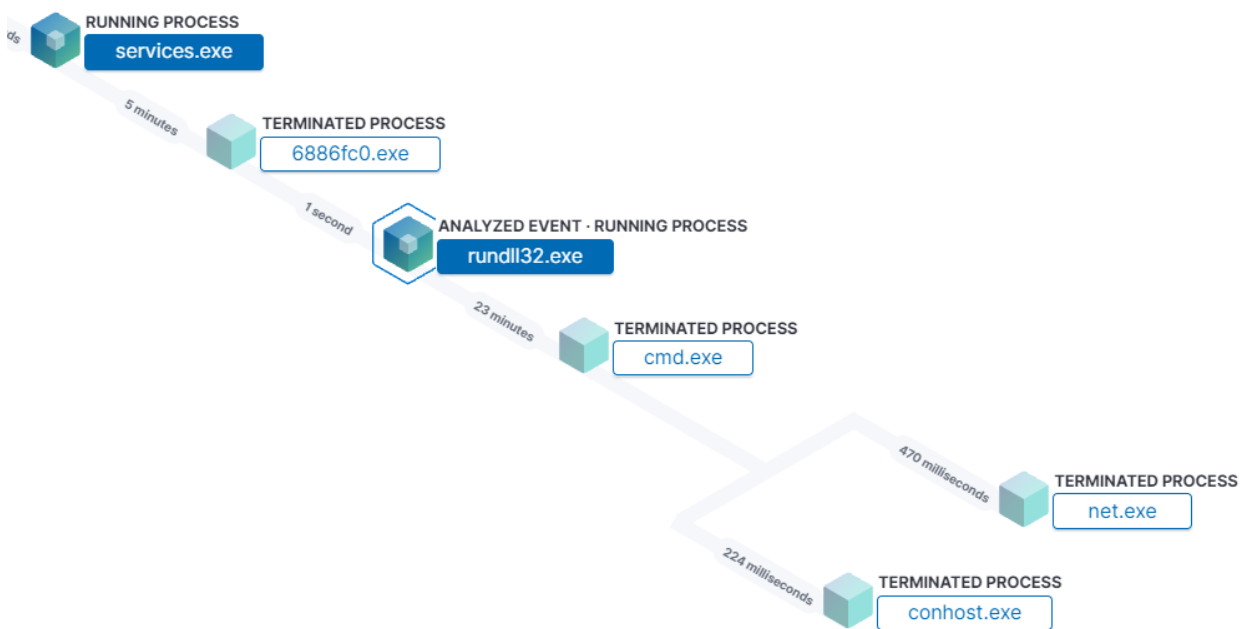 ds
RUNNING PROCESS
services.exe
5 minutes
TERMINATED PROCESS
6886fc0.exe
1 second
ANALYZED EVENT · RUNNING PROCESS
rundll32.exe
23 minutes
TERMINATED PROCESS
cmd.exe
470 milliseconds
TERMINATED PROCESS
net.exe
224 milliseconds
TERMINATED PROCESS
conhost.exe